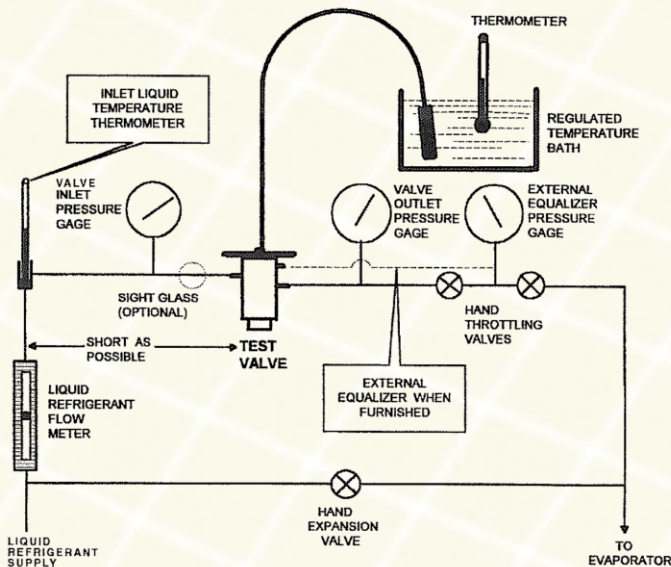 THERMOMETER
INLET LIQUID
TEMPERATURE
THERMOMETER
REGULATED
TEMPERATURE
BATH
VALVE
INLET
PRESSURE
GAGE
VALVE
OUTLET
PRESSURE
GAGE
EXTERNAL
EQUALIZER
PRESSURE
GAGE
SIGHT GLASS
(OPTIONAL)
SHORT AS
POSSIBLE
TEST
VALVE
HAND
THROTTLING
VALVES
EXTERNAL
EQUALIZER WHEN
FURNISHED
LIQUID
REFRIGERANT
FLOW
METER
HAND
EXPANSION
VALVE
LIQUID
REFRIGERANT
SUPPLY
TO
EVAPORATOR